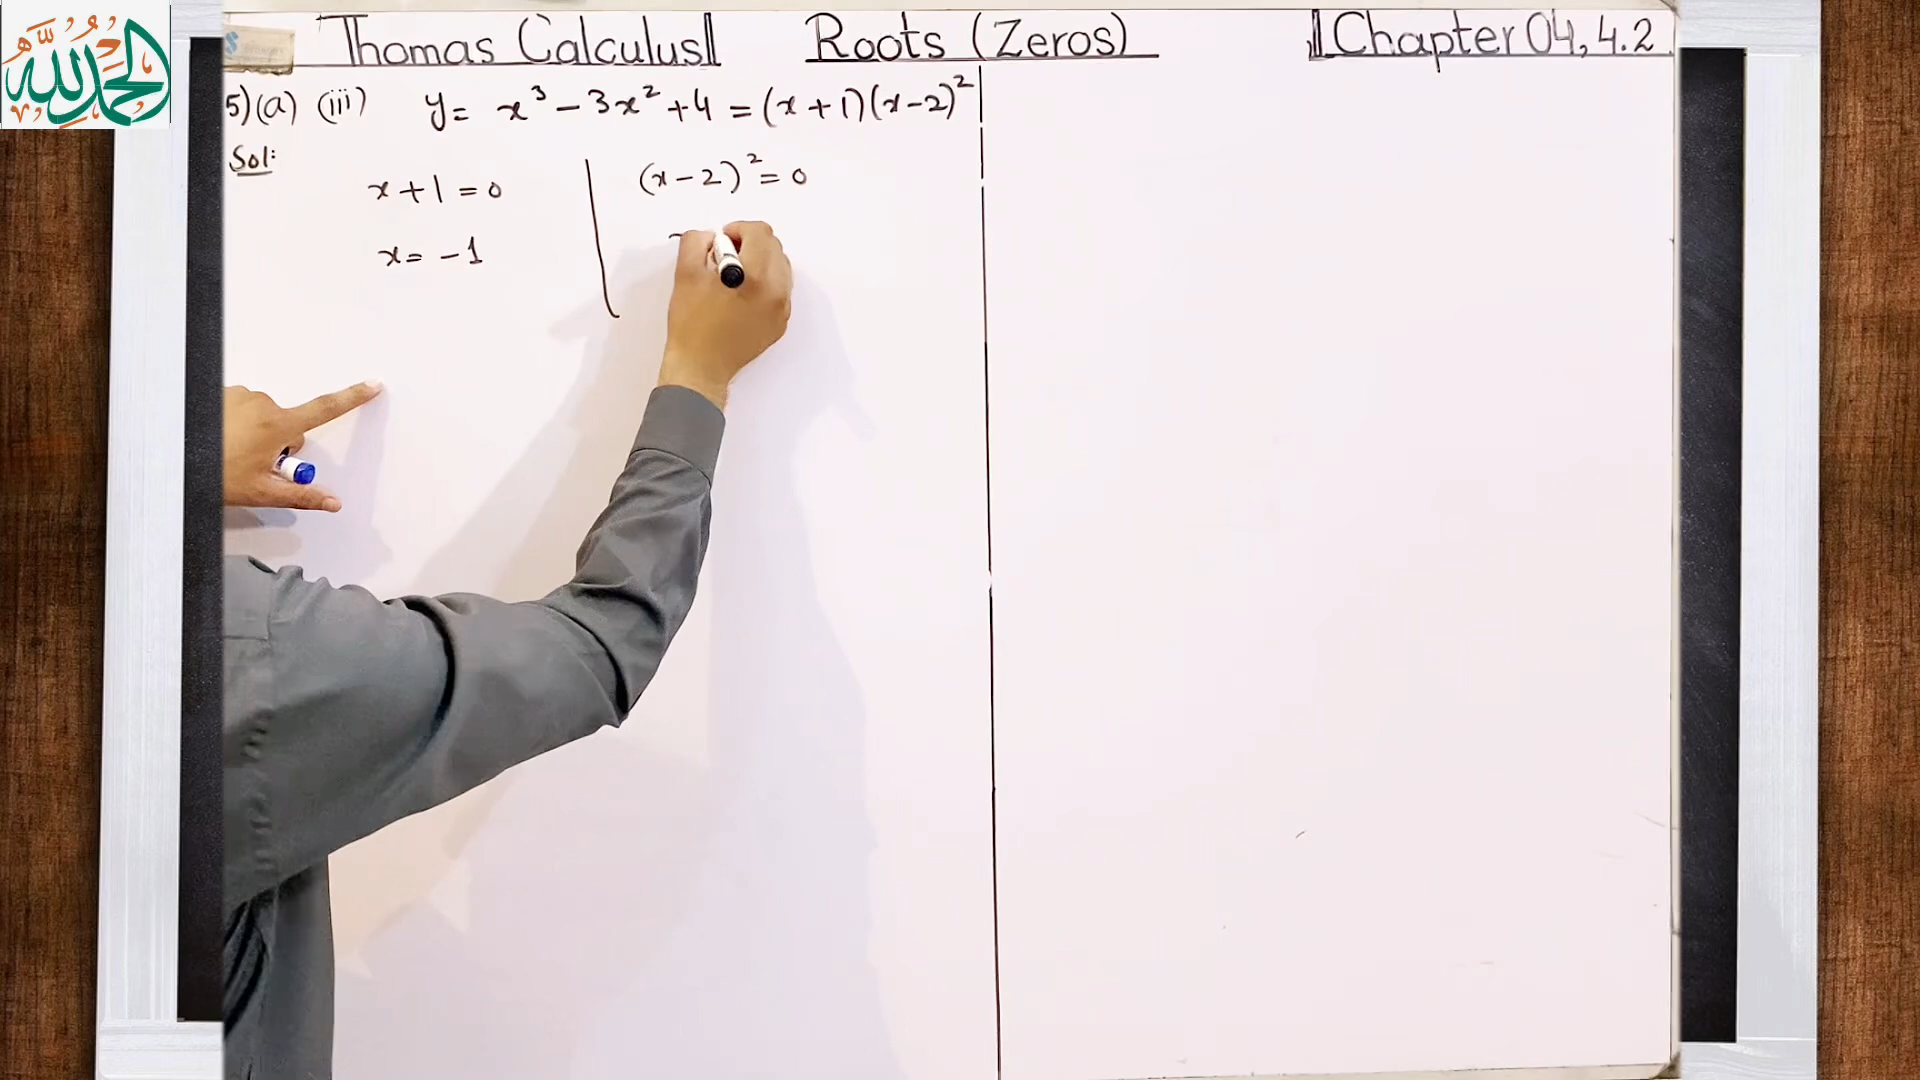 الحمد لله
Thomas Calculus Roots (Zeros) Chapter 04, 4.2
5)(a) (iii) y = x³ - 3x² + 4 = (x + 1)(x - 2)²
Sol:
x + 1 = 0
x = -1
(x - 2)² = 0